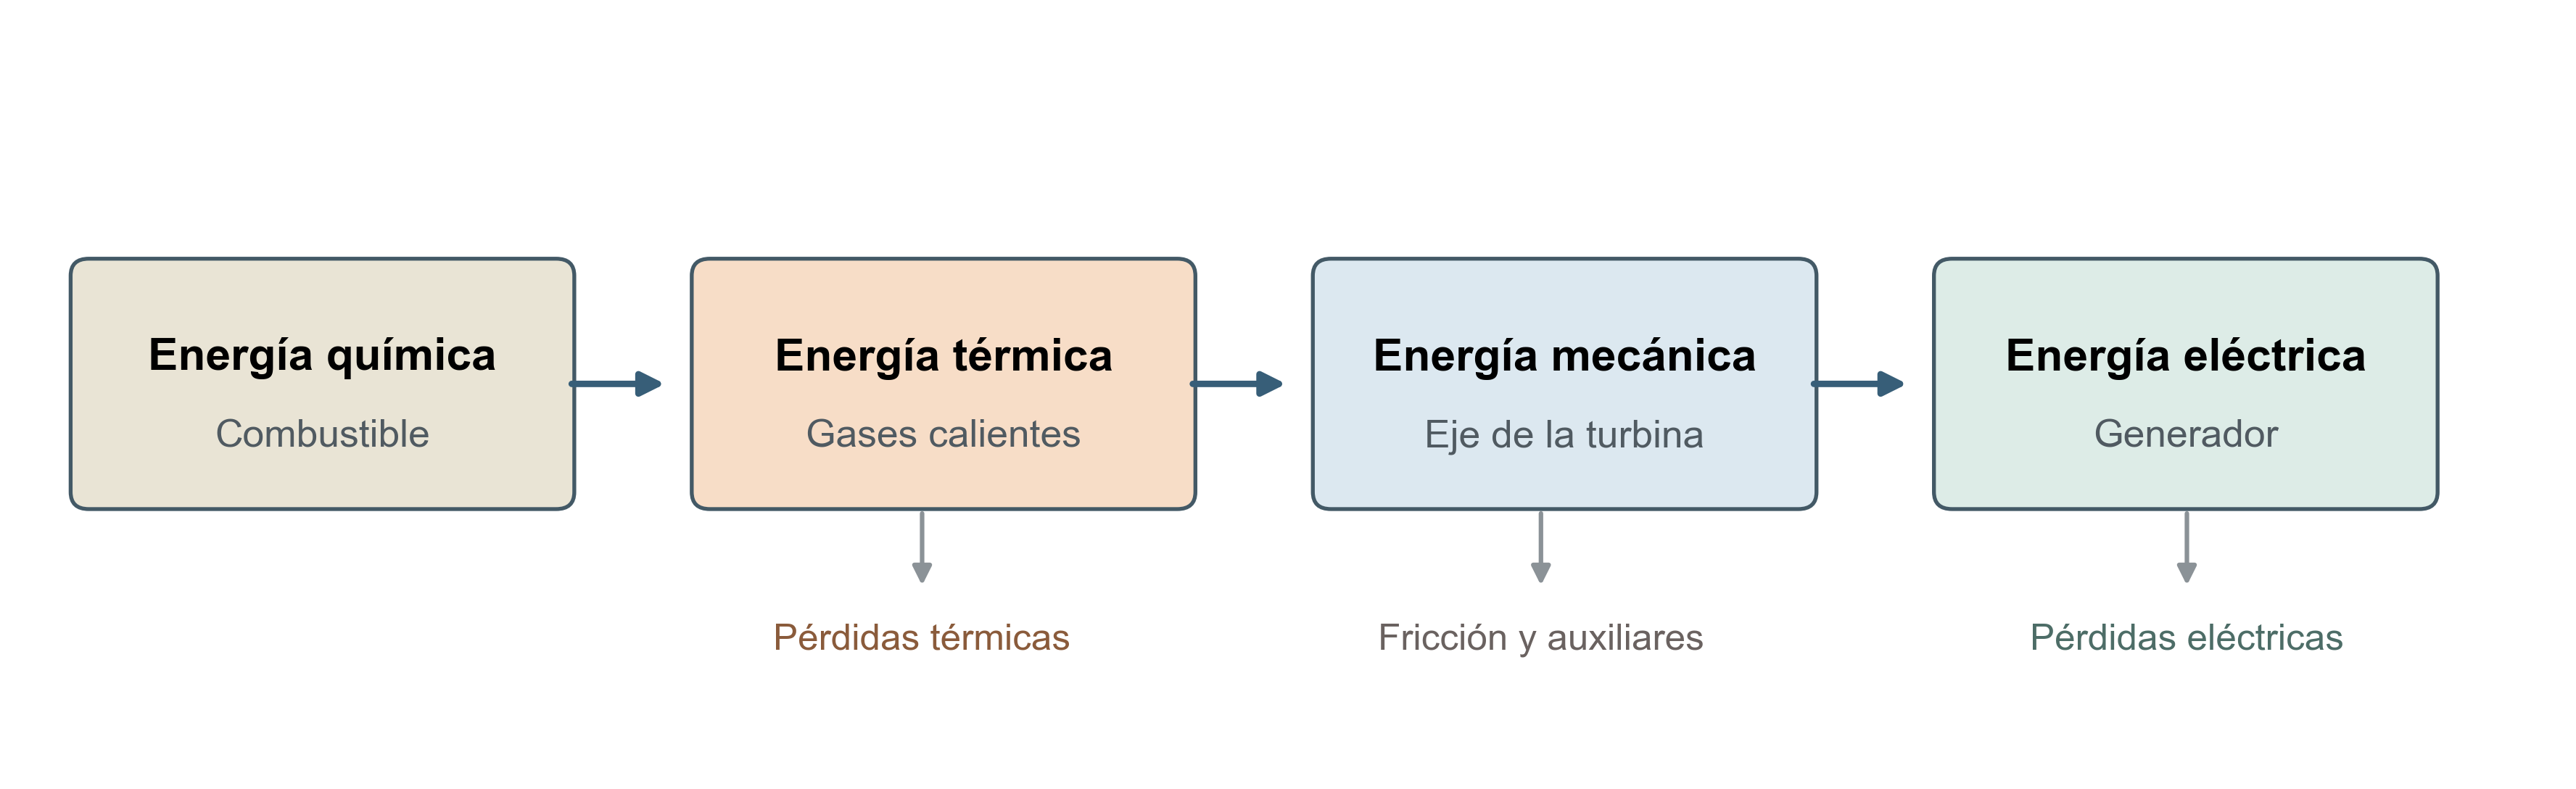 Energía química
Combustible
Energía térmica
Gases calientes
Energía mecánica
Eje de la turbina
Energía eléctrica
Generador
Pérdidas térmicas
Fricción y auxiliares
Pérdidas eléctricas